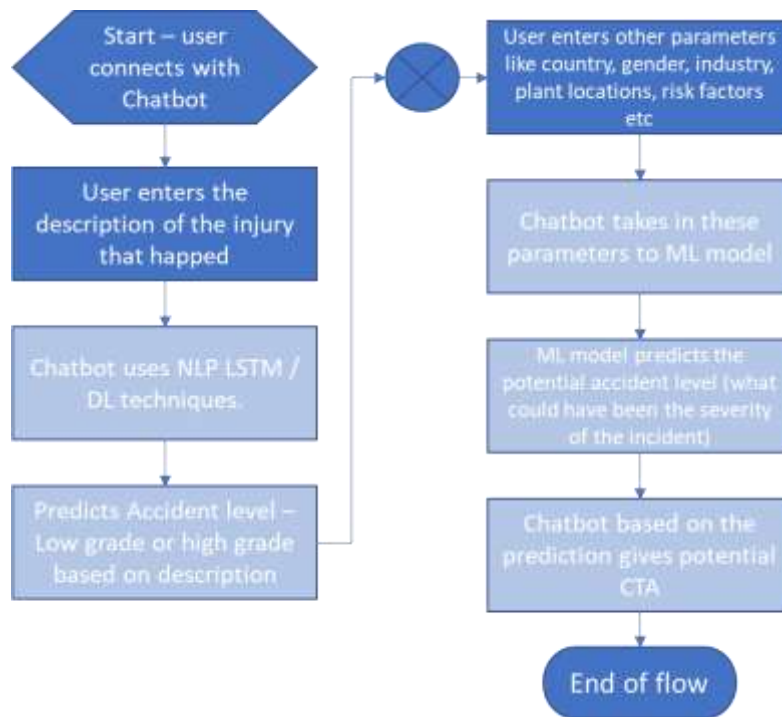 Start – user
connects with
Chatbot
User enters the
description of the injury
that happed
Chatbot uses NLP LSTM /
DL techniques.
Predicts Accident level –
Low grade or high grade
based on description
User enters other parameters
like country, gender, industry,
plant locations, risk factors
etc
Chatbot takes in these
parameters to ML model
ML model predicts the
potential accident level (what
could have been the severity
of the incident)
Chatbot based on the
prediction gives potential
CTA
End of flow